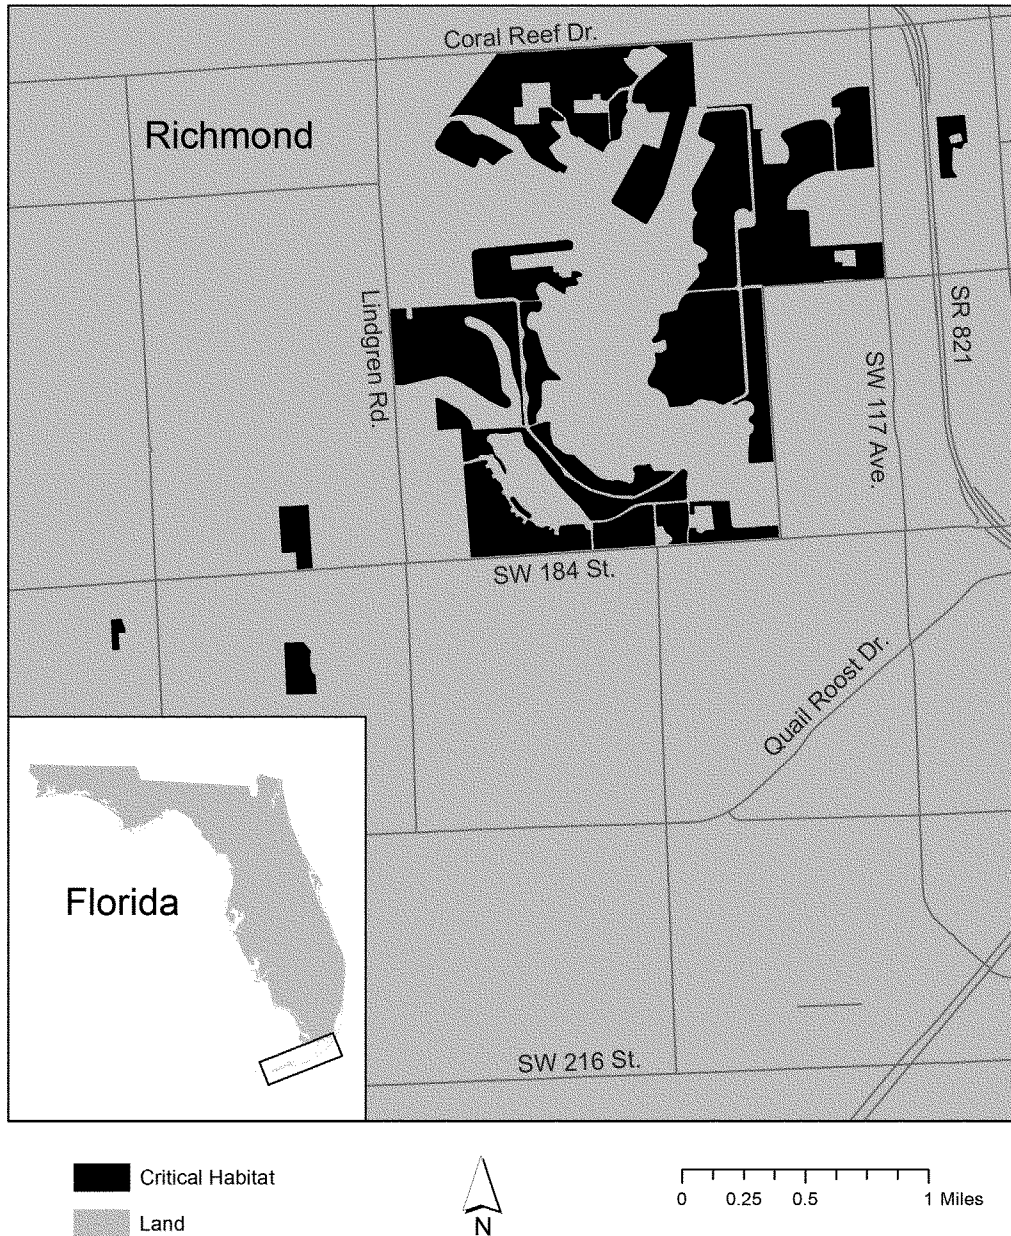 Coral Reef Dr.
Richmond
Lindgren Rd.
SR 821
SW 117 Ave.
SW 184 St.
Quail Roost Dr.
Florida
SW 216 St.
Critical Habitat
Land
N
0 0.25 0.5 1 Miles